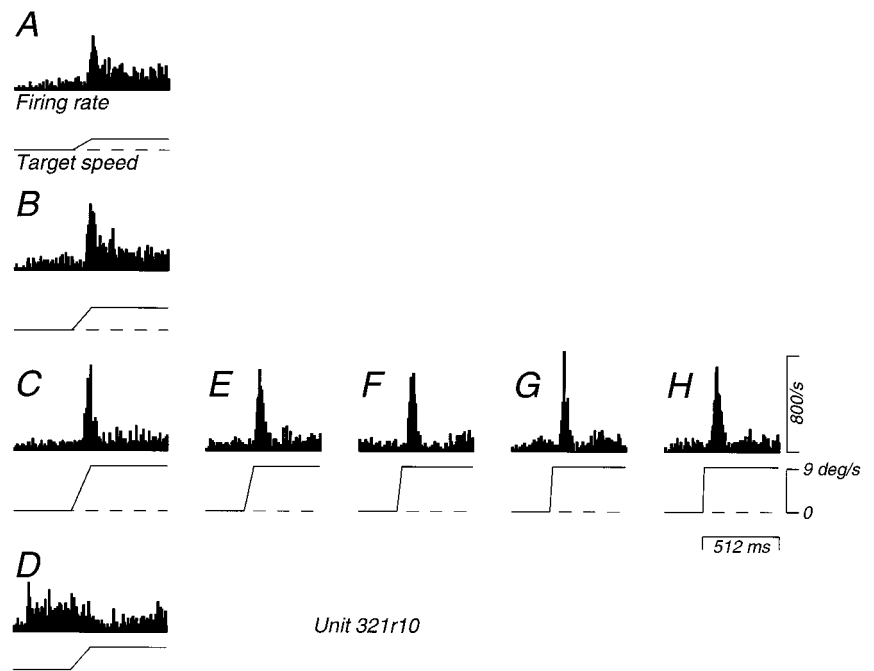 A
Firing rate
Target speed
B
C
E
F
G
H
800/s
9 deg/s
0
512 ms
D
Unit 321r10